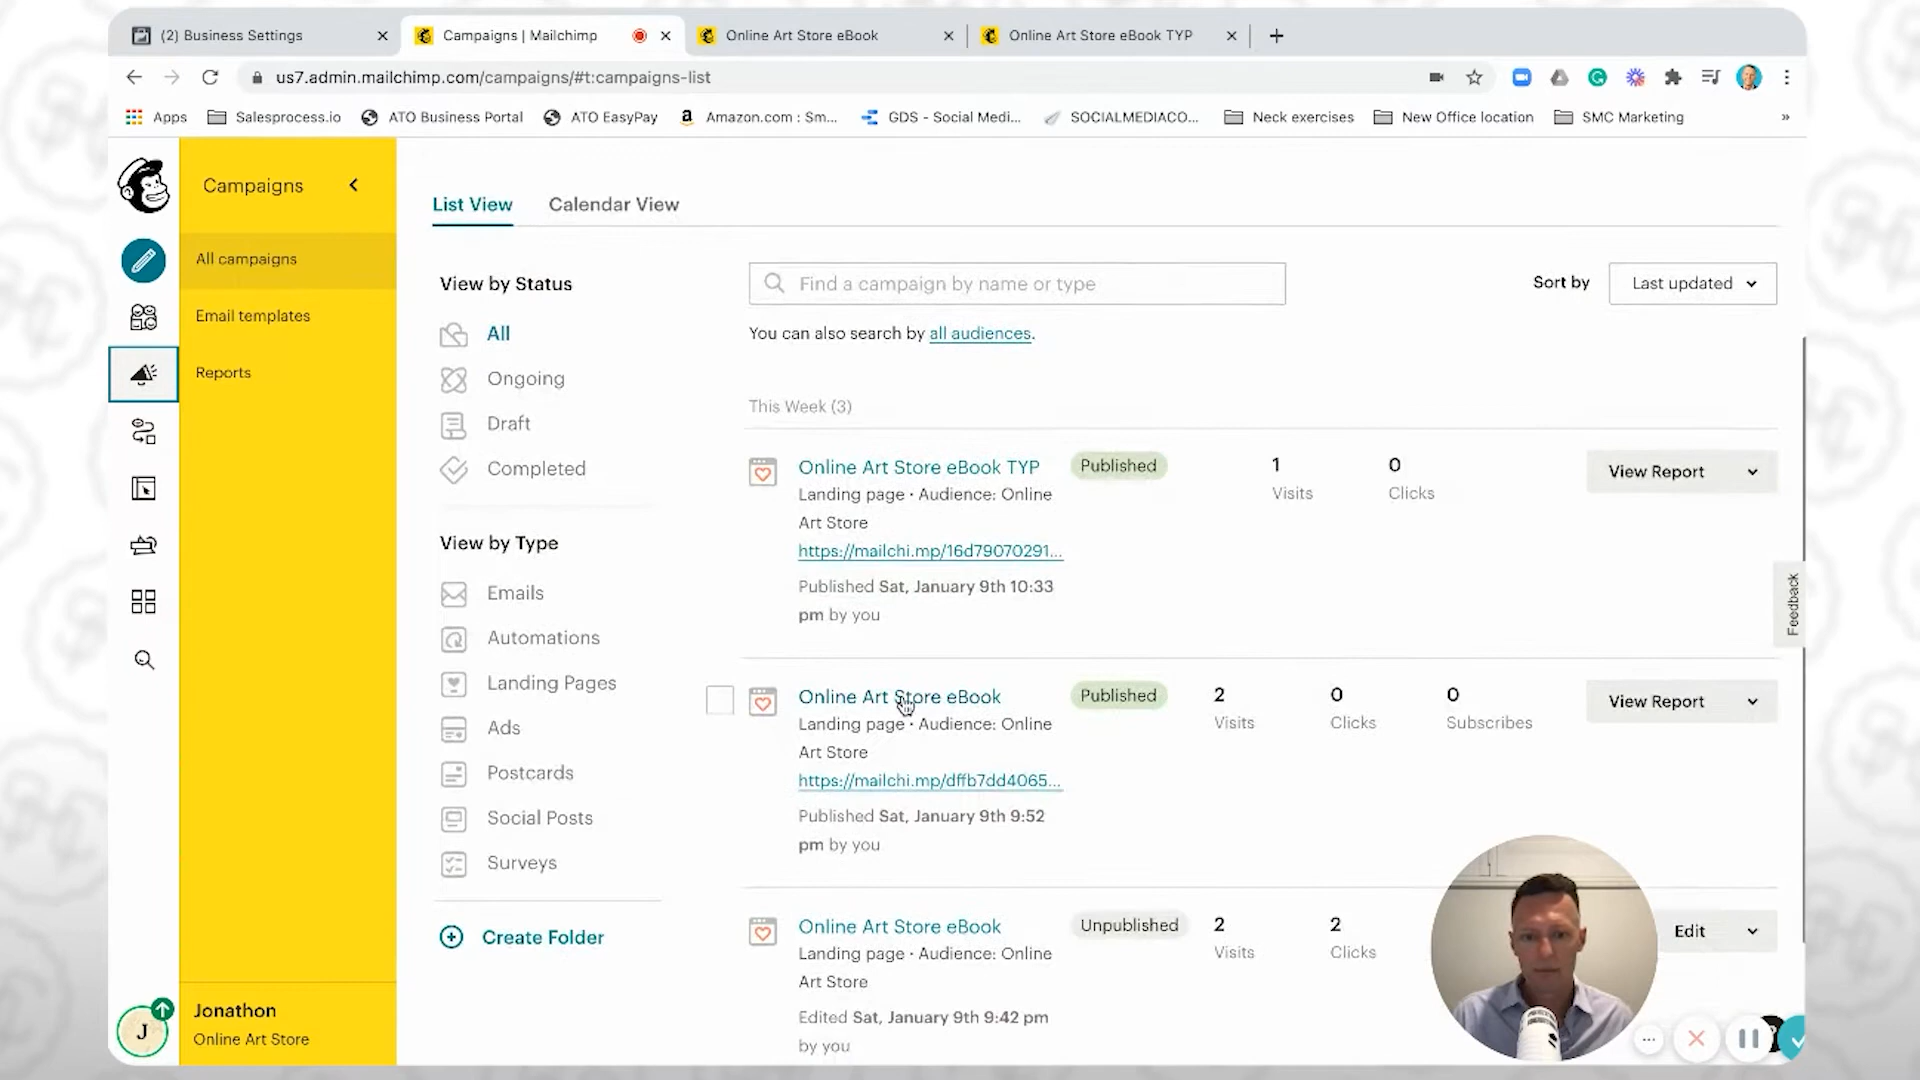 (2) Business Settings
Campaigns | Mailchimp
Online Art Store eBook
Online Art Store eBook TYP
us7.admin.mailchimp.com/campaigns/#t:campaigns-list
Apps
Salesprocess.io
ATO Business Portal
ATO EasyPay
Amazon.com : Sm...
GDS - Social Medi...
SOCIALMEDIACO...
Neck exercises
New Office location
SMC Marketing
»
Campaigns
All campaigns
Email templates
Reports
List View
Calendar View
View by Status
All
Ongoing
Draft
Completed
View by Type
Emails
Automations
Landing Pages
Ads
Postcards
Social Posts
Surveys
Create Folder
Find a campaign by name or type
Sort by
Last updated
You can also search by all audiences.
This Week (3)
Online Art Store eBook TYP
Published
1
Visits
0
Clicks
View Report
Landing page · Audience: Online
Art Store
https://mailchi.mp/16d79070291...
Published Sat, January 9th 10:33
pm by you
Online Art Store eBook
Published
2
Visits
0
Clicks
0
Subscribes
View Report
Landing page · Audience: Online
Art Store
https://mailchi.mp/dffb7dd4065...
Published Sat, January 9th 9:52
pm by you
Online Art Store eBook
Unpublished
2
Visits
2
Clicks
Edit
Landing page · Audience: Online
Art Store
Edited Sat, January 9th 9:42 pm
by you
Feedback
J
Jonathon
Online Art Store